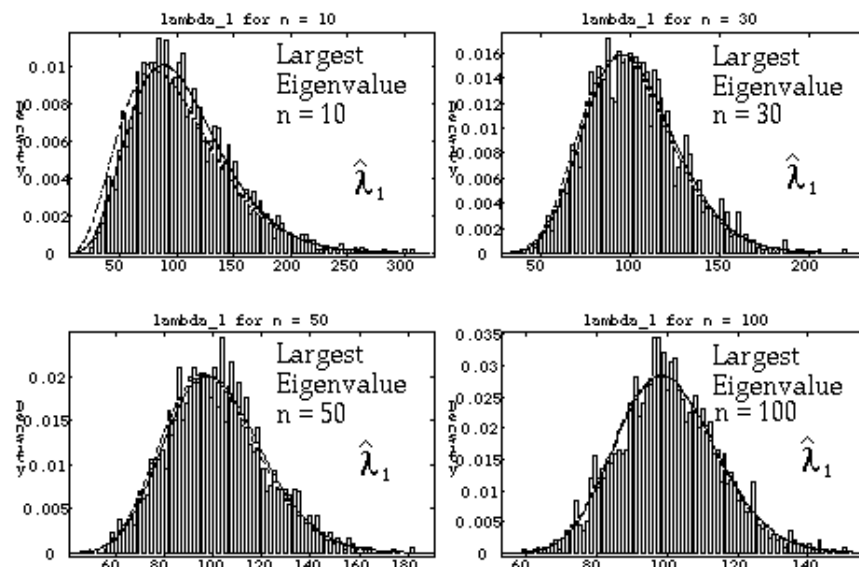 lambda_1 for n = 10
0.01
0.008
0.006
0.004
0.002
0
50
100
150
200
250
300
Largest
Eigenvalue
n = 10
λ̂₁
lambda_1 for n = 30
0.016
0.014
0.012
0.01
0.008
0.006
0.004
0.002
0
50
100
150
200
Largest
Eigenvalue
n = 30
λ̂₁
lambda_1 for n = 50
0.02
0.015
0.01
0.005
0
60
80
100
120
140
160
180
Largest
Eigenvalue
n = 50
λ̂₁
lambda_1 for n = 100
0.035
0.03
0.025
0.02
0.015
0.01
0.005
0
60
80
100
120
140
Largest
Eigenvalue
n = 100
λ̂₁